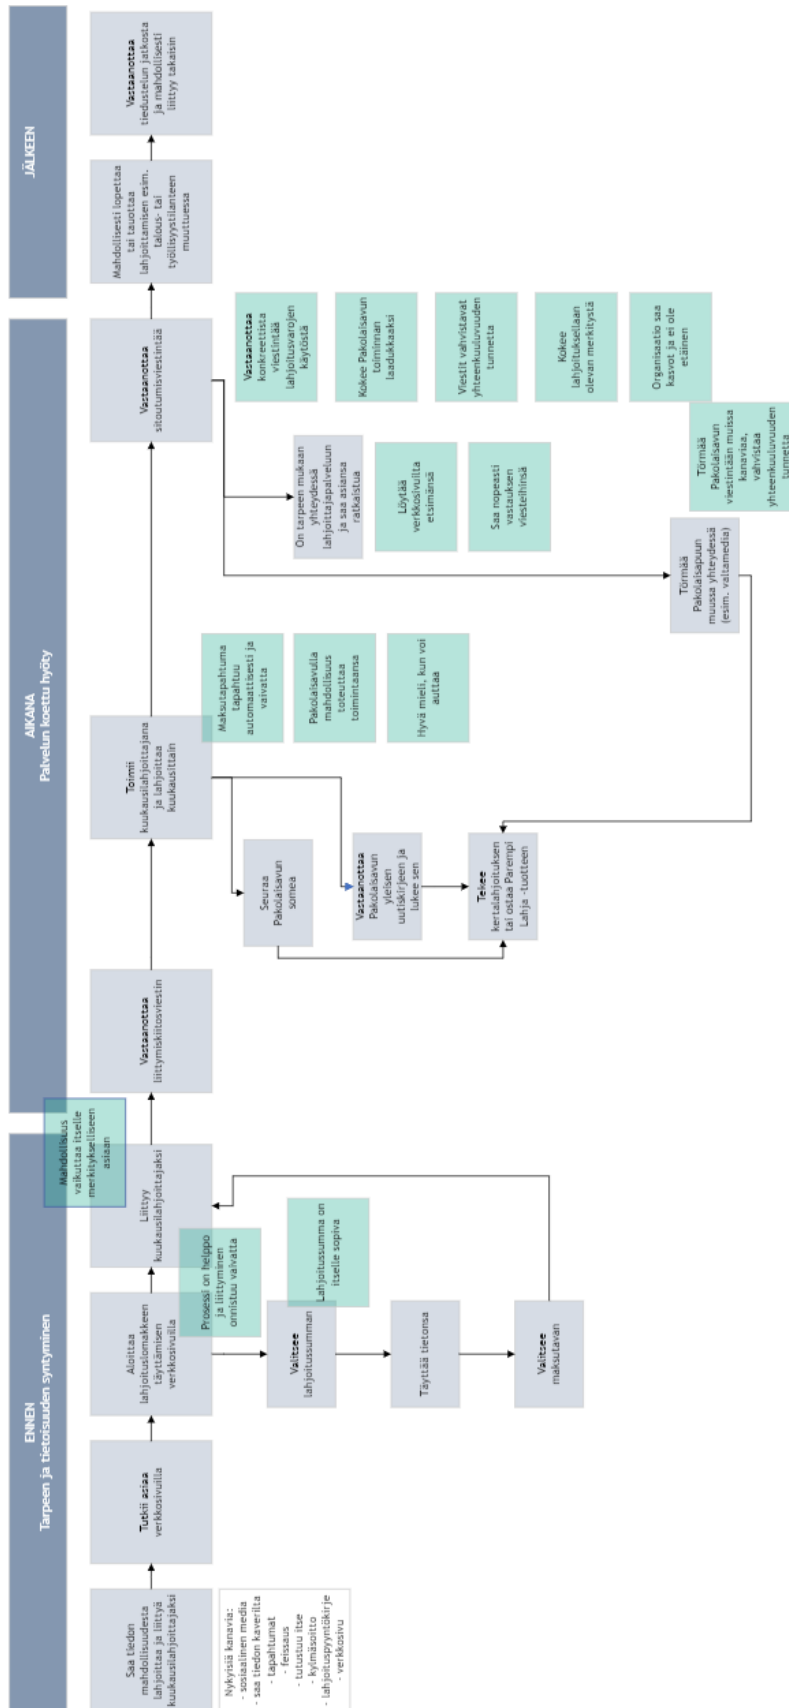 ENNEN
Tarpeen ja tietoisuuden syntyminen
AIKANA
Palvelun koettu hyöty
JÄLKEEN
Saa tiedon
mahdollisuudesta
lahjoittaa ja liittyä
kuukausilahjoittajaksi
Tutkii asiaa
verkkosivuilla
Aloittaa
lahjoituslomakkeen
täyttämisen
verkkosivuilla
Liittyy
kuukausilahjoittajaksi
Mahdollisuus
vaikuttaa itselle
merkitykselliseen
asiaan
Vastaanottaa
liittymiskiitosviestin
Toimii
kuukausilahjoittajana
ja lahjoittaa
kuukausittain
Vastaanottaa
sitoutumisviestintää
Mahdollisesti lopettaa
tai tauottaa
lahjoittamisen esim.
talous- tai
työllisyystilanteen
muuttuessa
Vastaanottaa
tiedustelun jatkosta
ja mahdollisesti
liittyy takaisin
Nykyisiä kanavia:
- sosiaalinen media
- saa tiedon kaverilta
- tapahtumat
- feissaus
- tutustuu itse
- kylmäsoitto
- lahjoituspyyntökirje
- verkkosivu
Prosessi on helppo
ja liittyminen
onnistuu vaivatta
Valitsee
lahjoitussumman
Lahjoitussumma on
itselle sopiva
Täyttää tietonsa
Valitsee
maksutavan
Maksutapahtuma
tapahtuu
automaattisesti ja
vaivatta
Pakolaisavulla
mahdollisuus
toteuttaa
toimintaansa
Hyvä mieli, kun voi
auttaa
Seuraa
Pakolaisavun
somea
Vastaanottaa
Pakolaisavun
yleisen
uutiskirjeen ja
lukee sen
Tekee
kertalahjoituksen
tai ostaa Parempi
Lahja -tuotteen
Vastaanottaa
konkreettista
viestintää
lahjoitusvarojen
käytöstä
Kokee Pakolaisavun
toiminnan
laadukkaaksi
Viestit vahvistavat
yhteenkuuluvuuden
tunnetta
Kokee
lahjoituksellaan
olevan merkitystä
Organisaatio saa
kasvot ja ei ole
etäinen
On tarpeen mukaan
yhteydessä
lahjoittajapalveluun
ja saa asiansa
ratkaistua
Löytää
verkkosivuilta
etsimänsä
Saa nopeasti
vastauksen
viesteihinsä
Törmää
Pakolaisavun
viestintään muissa
kanavissa,
vahvistaa
yhteenkuuluvuuden
tunnetta
Törmää
Pakolaisapuun
muussa yhteydessä
(esim. valtamedia)